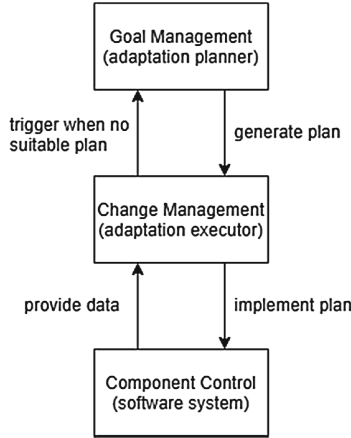 Goal Management
(adaptation planner)
trigger when no
suitable plan
generate plan
Change Management
(adaptation executor)
provide data
implement plan
Component Control
(software system)